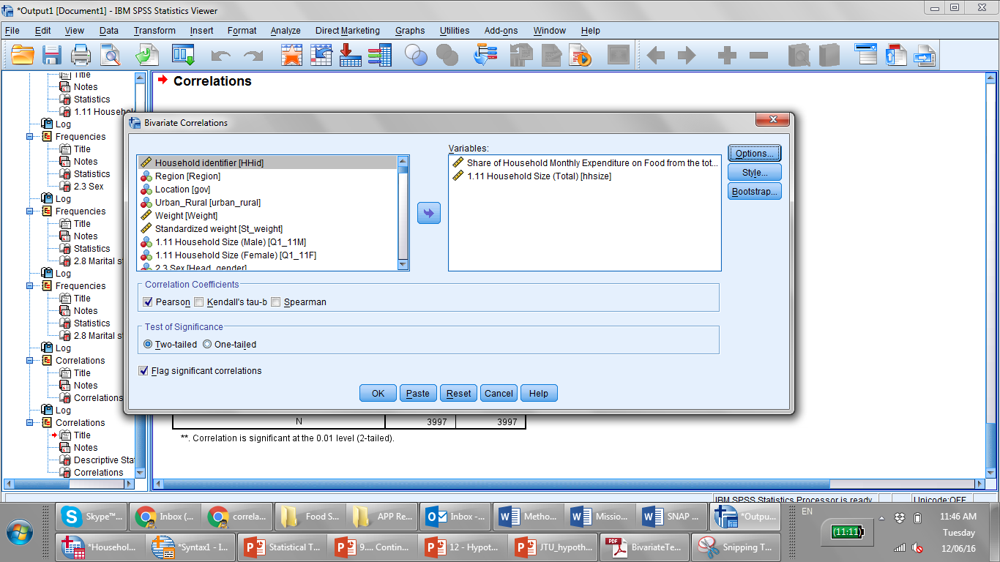 *Output1 [Document1] - IBM SPSS Statistics Viewer
File Edit View Data Transform Insert Format Analyze Direct Marketing Graphs Utilities Add-ons Window Help
Title
Notes
Statistics
1.11 Househol
Log
Frequencies
Title
Notes
Statistics
2.3 Sex
Log
Frequencies
Title
Notes
Statistics
2.8 Marital s
Log
Frequencies
Title
Notes
Statistics
2.8 Marital s
Log
Correlations
Title
Notes
Correlations
Log
Correlations
Title
Notes
Descriptive Sta
Correlations
Correlations
Bivariate Correlations
Household identifier [HHid]
Region [Region]
Location [gov]
Urban_Rural [urban_rural]
Weight [Weight]
Standardized weight [St_weight]
1.11 Household Size (Male) [Q1_11M]
1.11 Household Size (Female) [Q1_11F]
2.3 Sex [Head_gender]
Variables:
Share of Household Monthly Expenditure on Food from the tot...
1.11 Household Size (Total) [hhsize]
Options...
Style...
Bootstrap...
Correlation Coefficients
Pearson Kendall's tau-b Spearman
Test of Significance
Two-tailed One-tailed
Flag significant correlations
OK Paste Reset Cancel Help
N 3997 3997
**. Correlation is significant at the 0.01 level (2-tailed).
IBM SPSS Statistics Processor is ready Unicode:OFF
Skype™... Inbox (... correla... Food S... APP Re... Inbox -... Metho... Missio... SNAP ... *Outpu...
*Househol... *Syntax1 - I... Statistical T... 9.... Contin... 12 - Hypot... JTU_hypoth... BivariateTe... Snipping T...
PDF
EN
(11:11)
11:46 AM
Tuesday
12/06/16